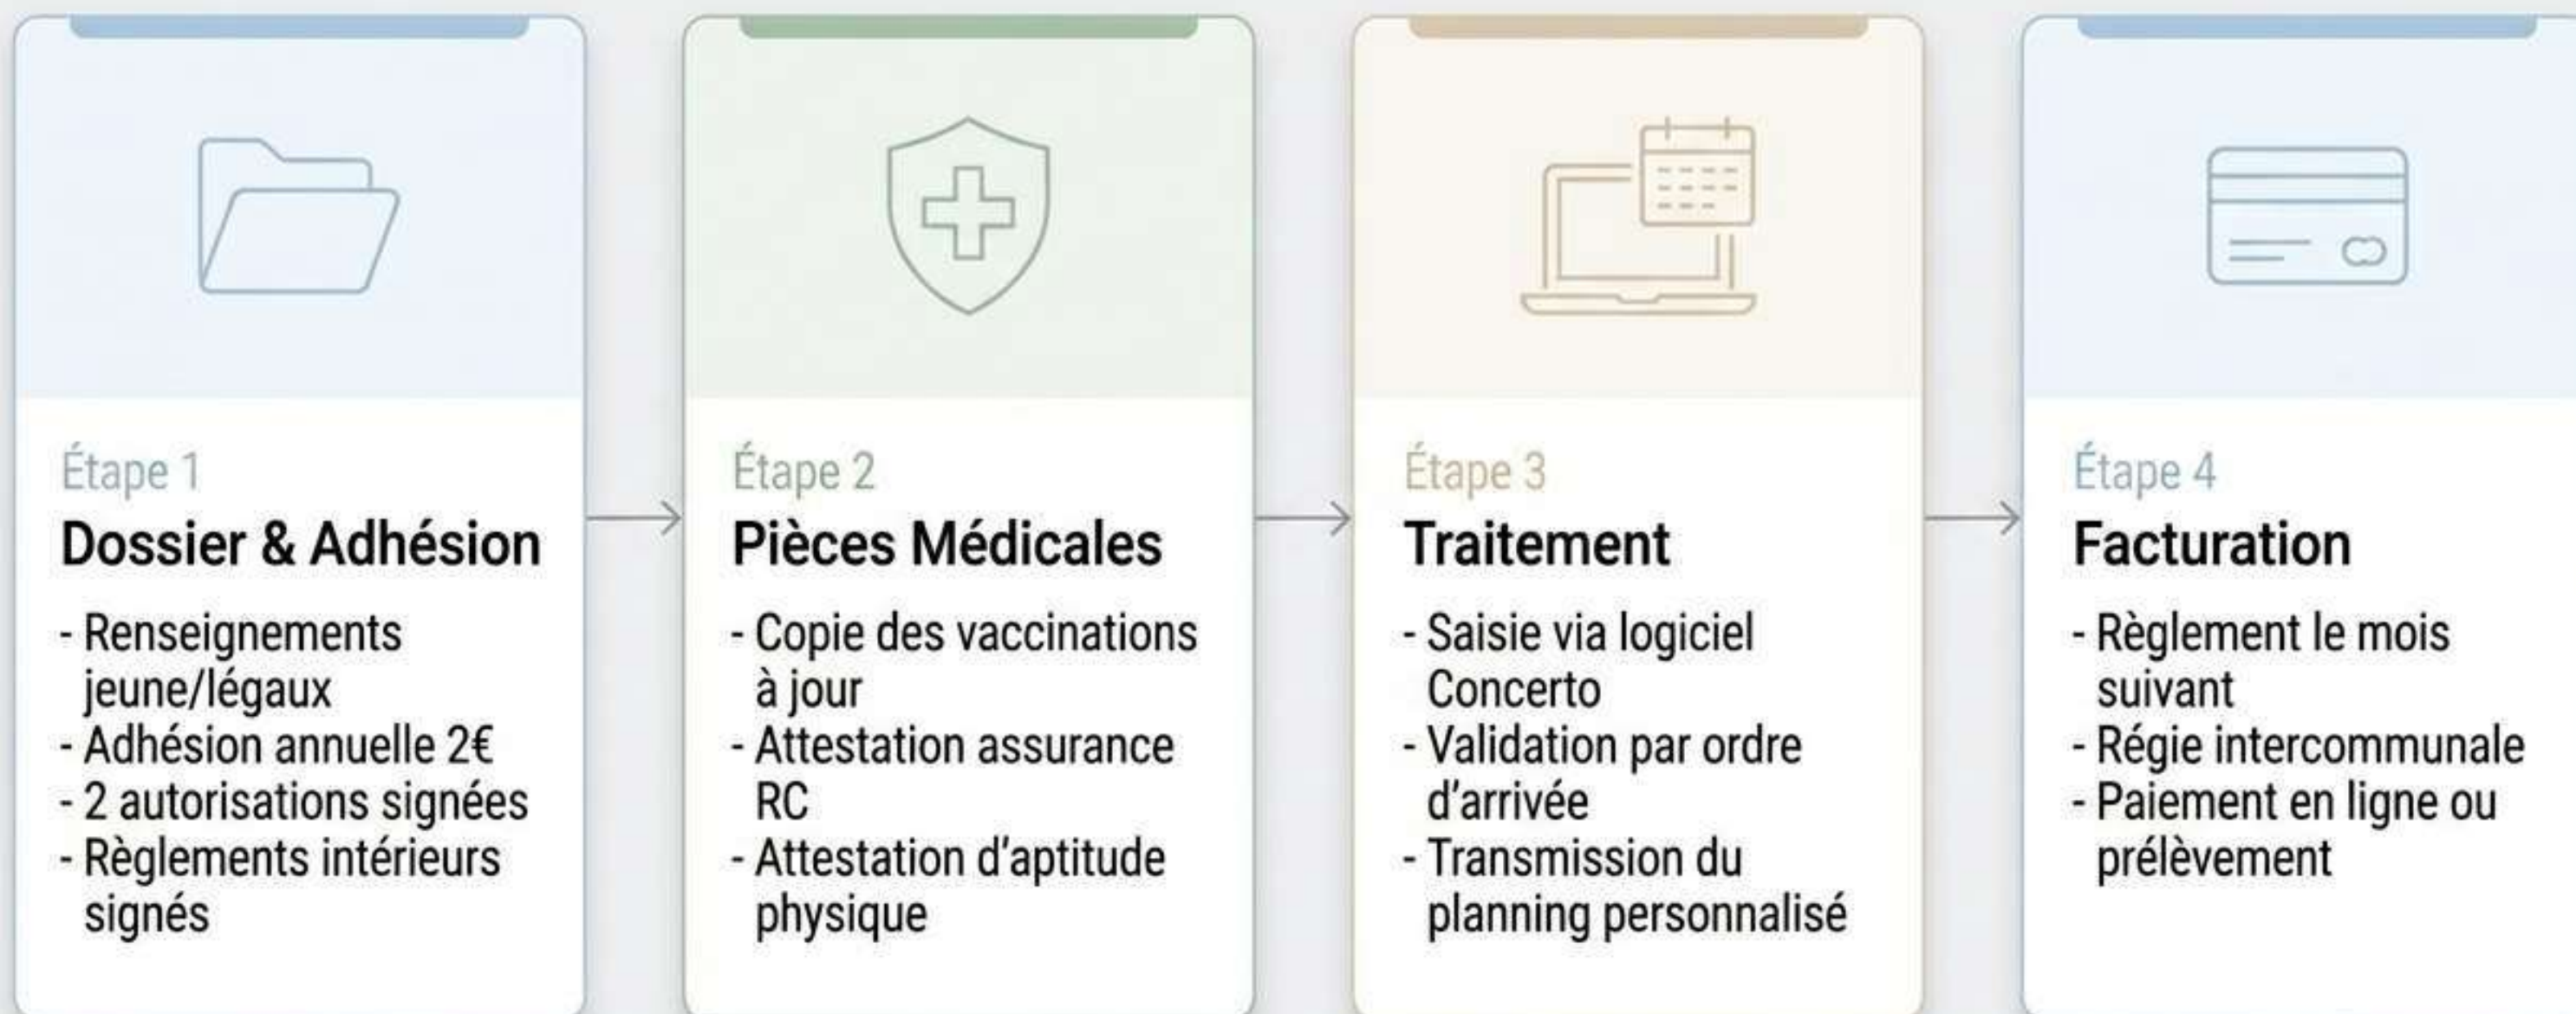 Étape 1
Dossier & Adhésion
- Renseignements
jeune/légaux
- Adhésion annuelle 2€
- 2 autorisations signées
- Règlements intérieurs
signés
Étape 2
Pièces Médicales
- Copie des vaccinations
à jour
- Attestation assurance
RC
- Attestation d'aptitude
physique
Étape 3
Traitement
- Saisie via logiciel
Concerto
- Validation par ordre
d'arrivée
- Transmission du
planning personnalisé
Étape 4
Facturation
- Règlement le mois
suivant
- Régie intercommunale
- Paiement en ligne ou
prélèvement